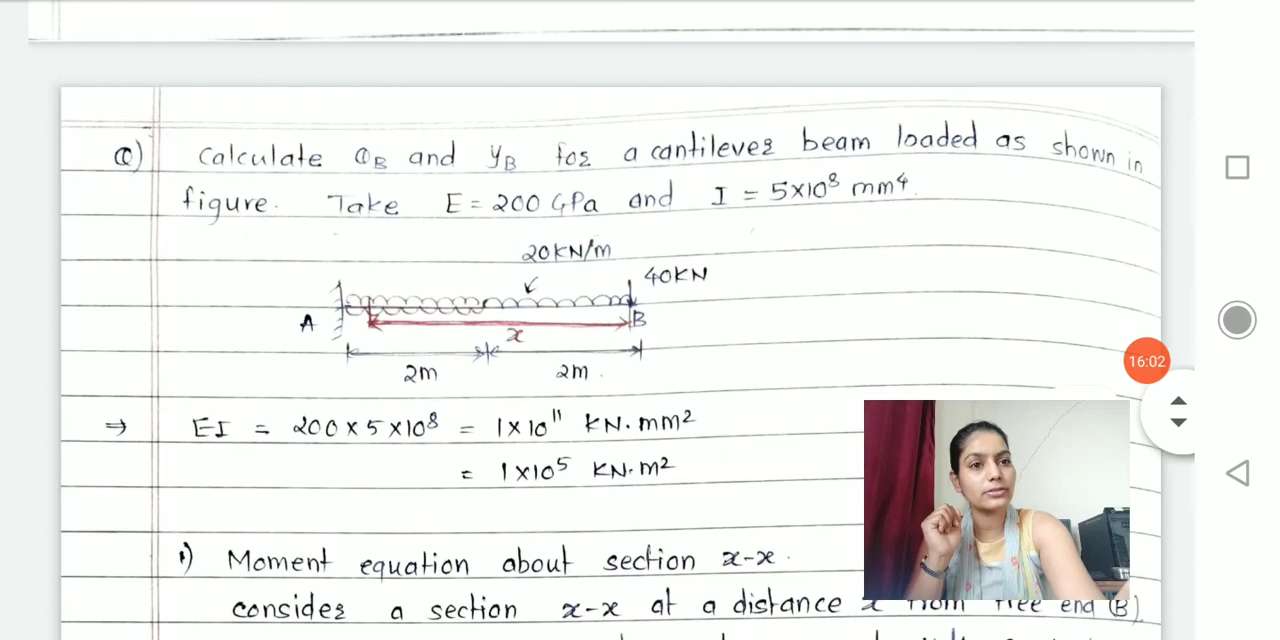 Q) Calculate θB and yB for a cantilever beam loaded as shown in
figure. Take E = 200 GPa and I = 5×10⁸ mm⁴.
20KN/m
40KN
A
B
x
2m
2m
⇒ EI = 200 × 5 × 10⁸ = 1×10¹¹ KN.mm²
= 1×10⁵ KN.m²
16:02
1) Moment equation about section x-x.
consider a section x-x at a distance x from free end (B)